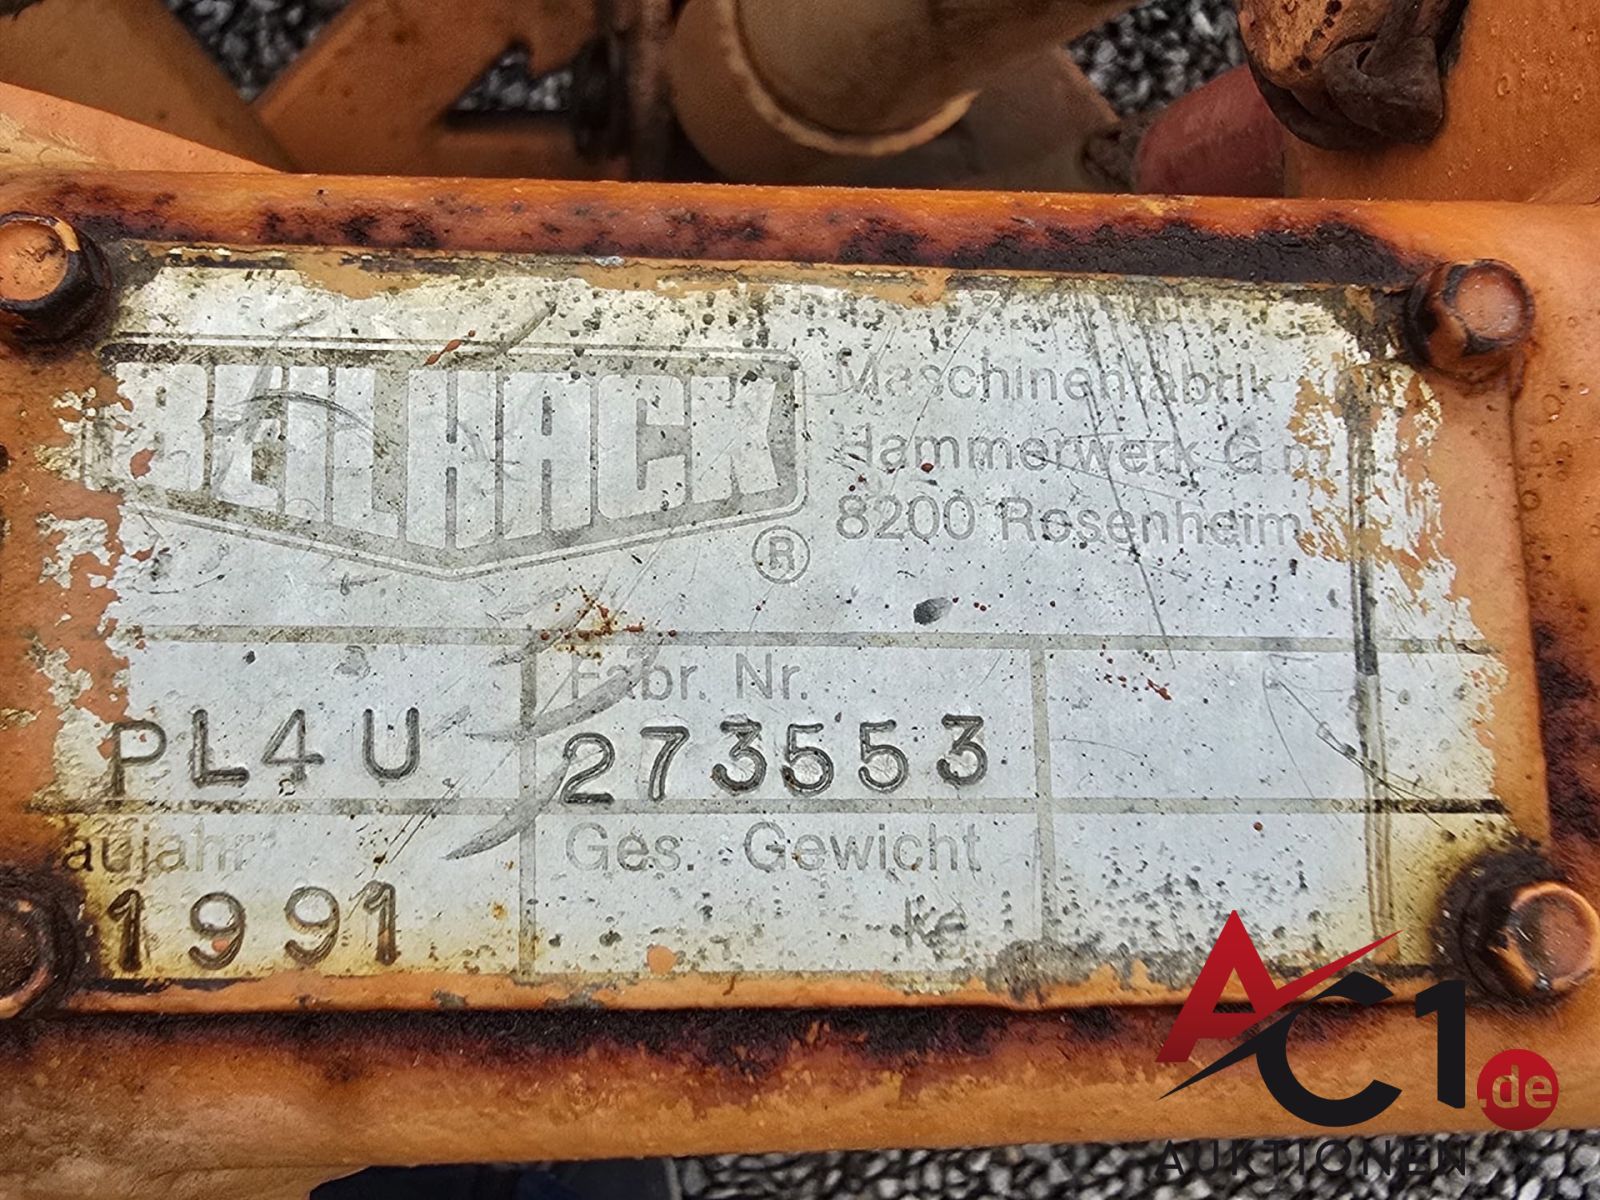 BEILHACK
Maschinenfabrik
Hammerwerk G.m.
8200 Rosenheim
®
PL4U
Fabr. Nr.
273553
aujahr
1991
Ges. Gewicht
kg
AC1
.de
AUKTIONEN